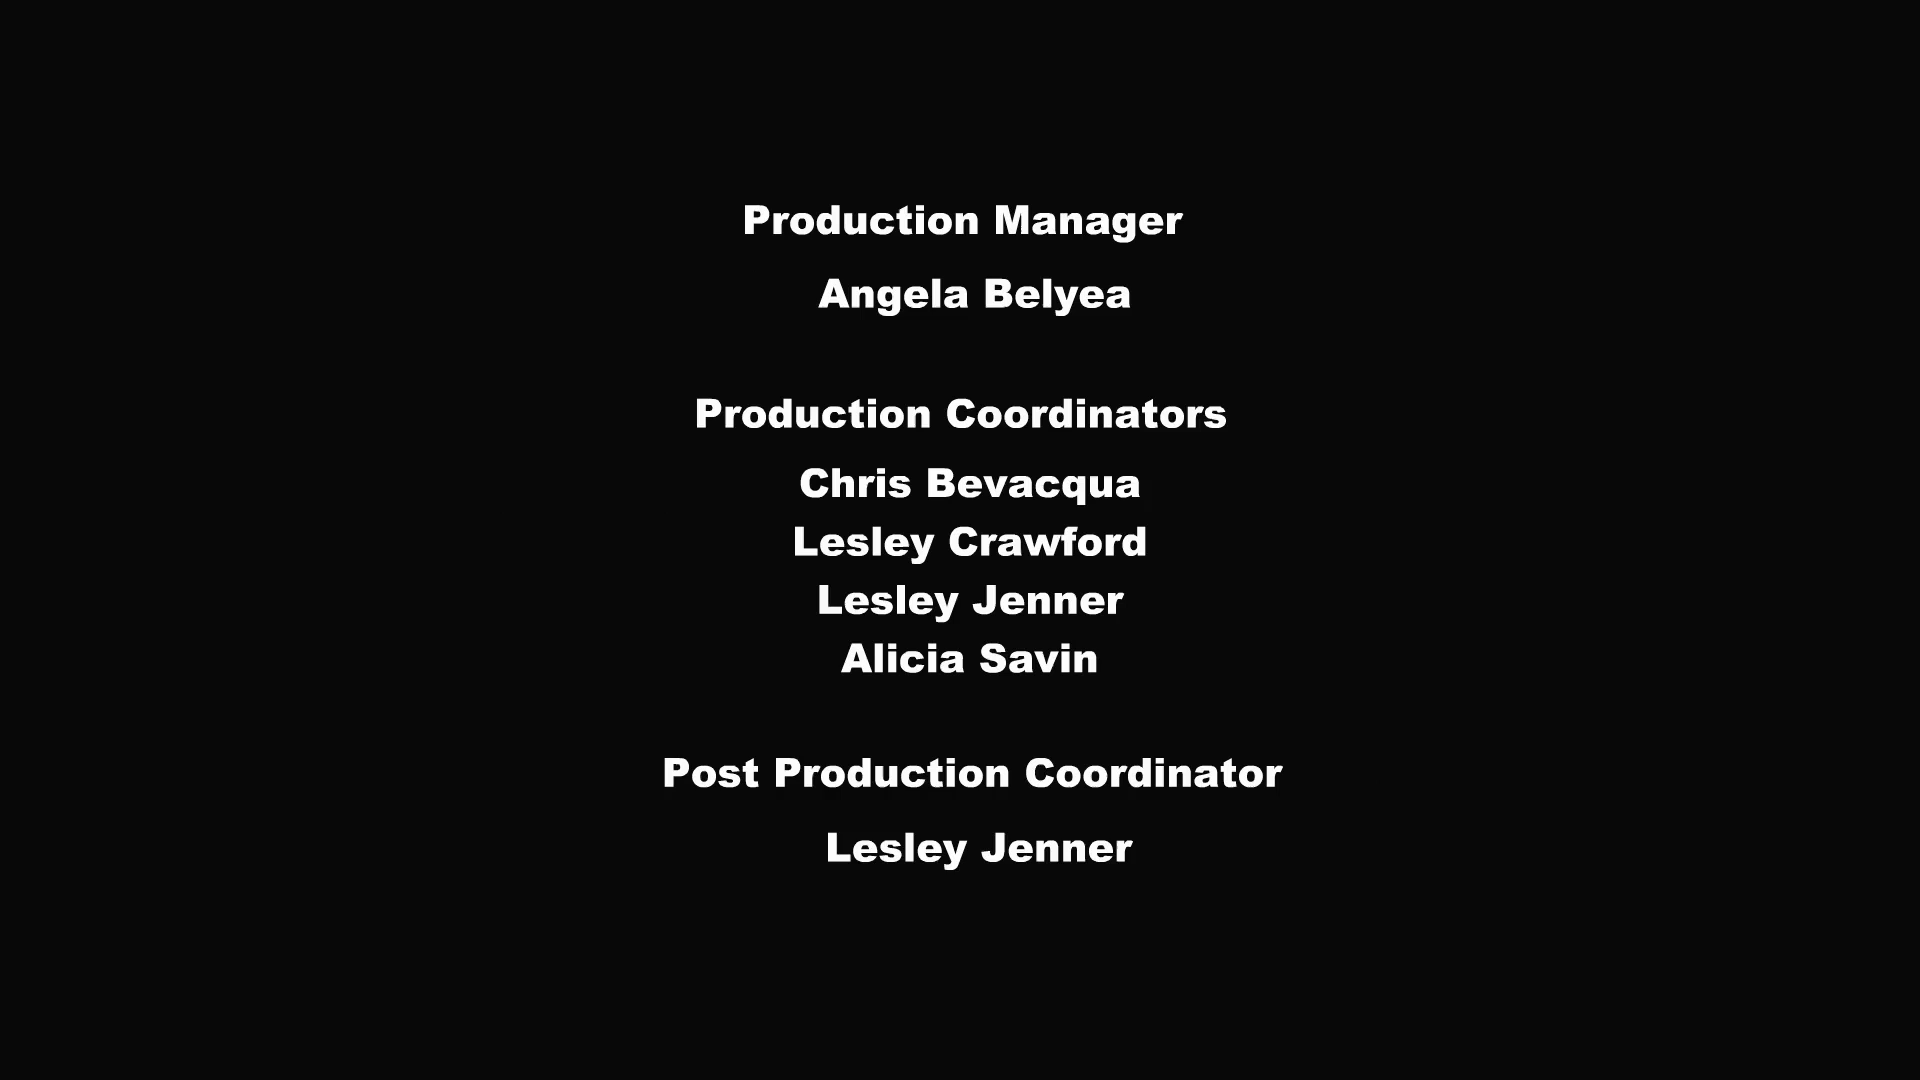 Production Manager
Angela Belyea
Production Coordinators
Chris Bevacqua
Lesley Crawford
Lesley Jenner
Alicia Savin
Post Production Coordinator
Lesley Jenner